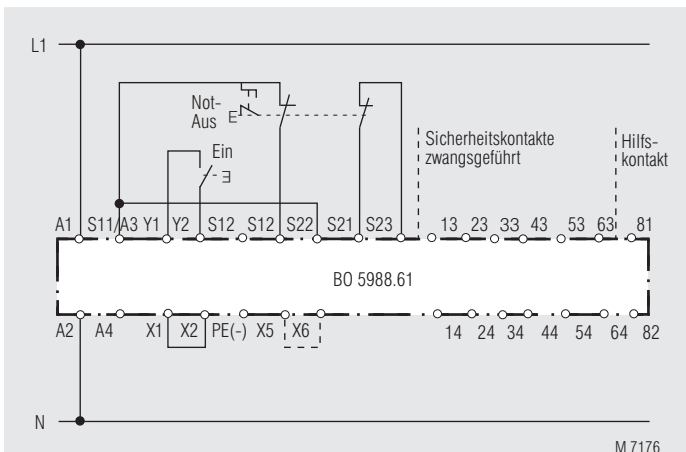 L1
Not-
Aus
Ein
Sicherheitskontakte
zwangsgeführt
Hilfs-
kontakt
A1 S11/A3 Y1 Y2 S12 S12 S22 S21 S23 13 23 33 43 53 63 81
BO 5988.61
A2 A4 X1 X2 PE(-) X5 X6 14 24 34 44 54 64 82
N
M 7176